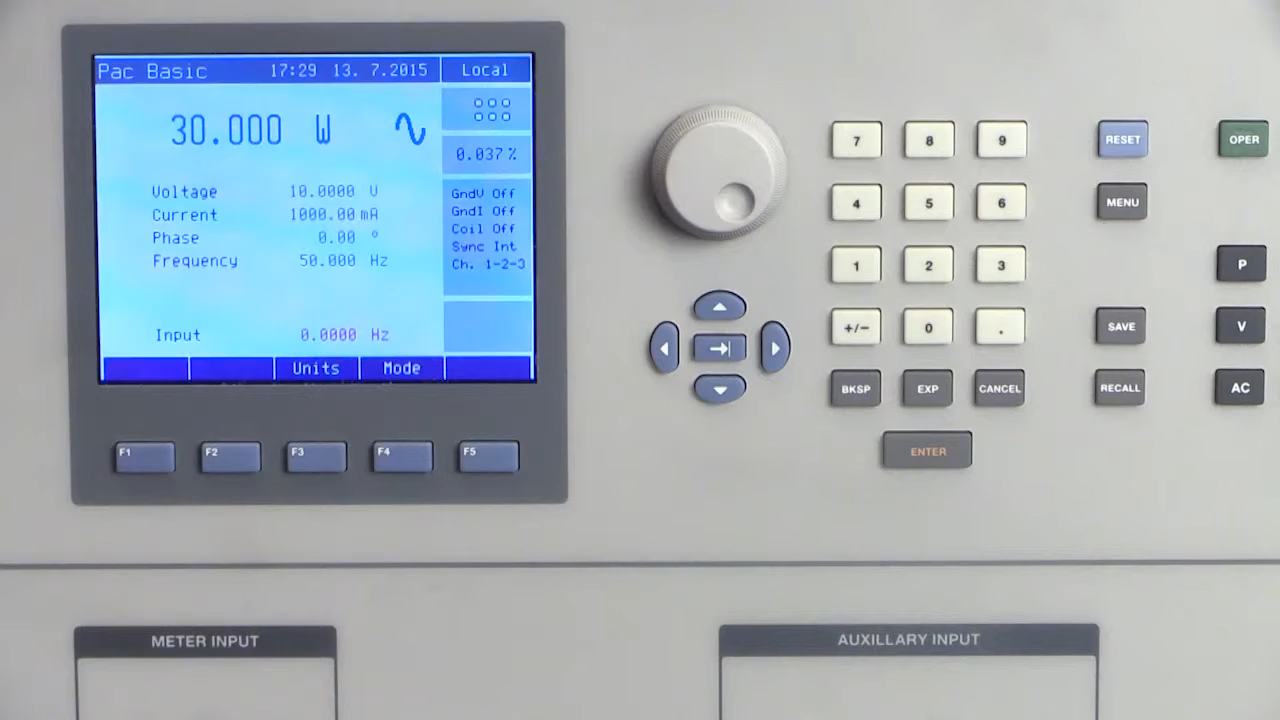 Pac Basic 17:29 13. 7.2015 Local
30.000 W
0.037 %
Voltage 10.0000 V
Current 1000.00 mA
Phase 0.00 °
Frequency 50.000 Hz
GndU Off
GndI Off
Coil Off
Sync Int
Ch. 1-2-3
Input 0.0000 Hz
Units Mode
F1 F2 F3 F4 F5
7 8 9 RESET OPER
4 5 6 MENU
1 2 3 P
+/- 0 . SAVE V
BKSP EXP CANCEL RECALL AC
ENTER
METER INPUT
AUXILLARY INPUT